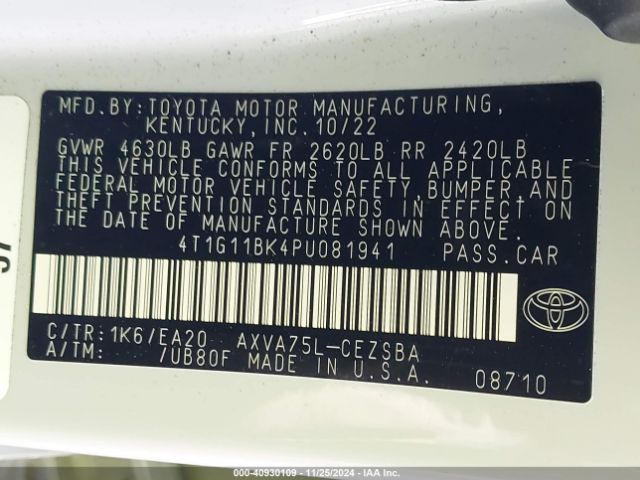 MFD. BY: TOYOTA MOTOR MANUFACTURING,
KENTUCKY, INC. 10/22
GVWR 4630LB GAWR FR 2620LB RR 2420LB
THIS VEHICLE CONFORMS TO ALL APPLICABLE
FEDERAL MOTOR VEHICLE SAFETY, BUMPER, AND
THEFT PREVENTION STANDARDS IN EFFECT ON
THE DATE OF MANUFACTURE SHOWN ABOVE.
4T1G11BK4PU081941 PASS.CAR
C/TR: 1K6/EA20 AXVA75L-CEZSBA
A/TM: /UB80F MADE IN U.S.A.
08710
000-40930109 - 11/25/2024 - IAA Inc.